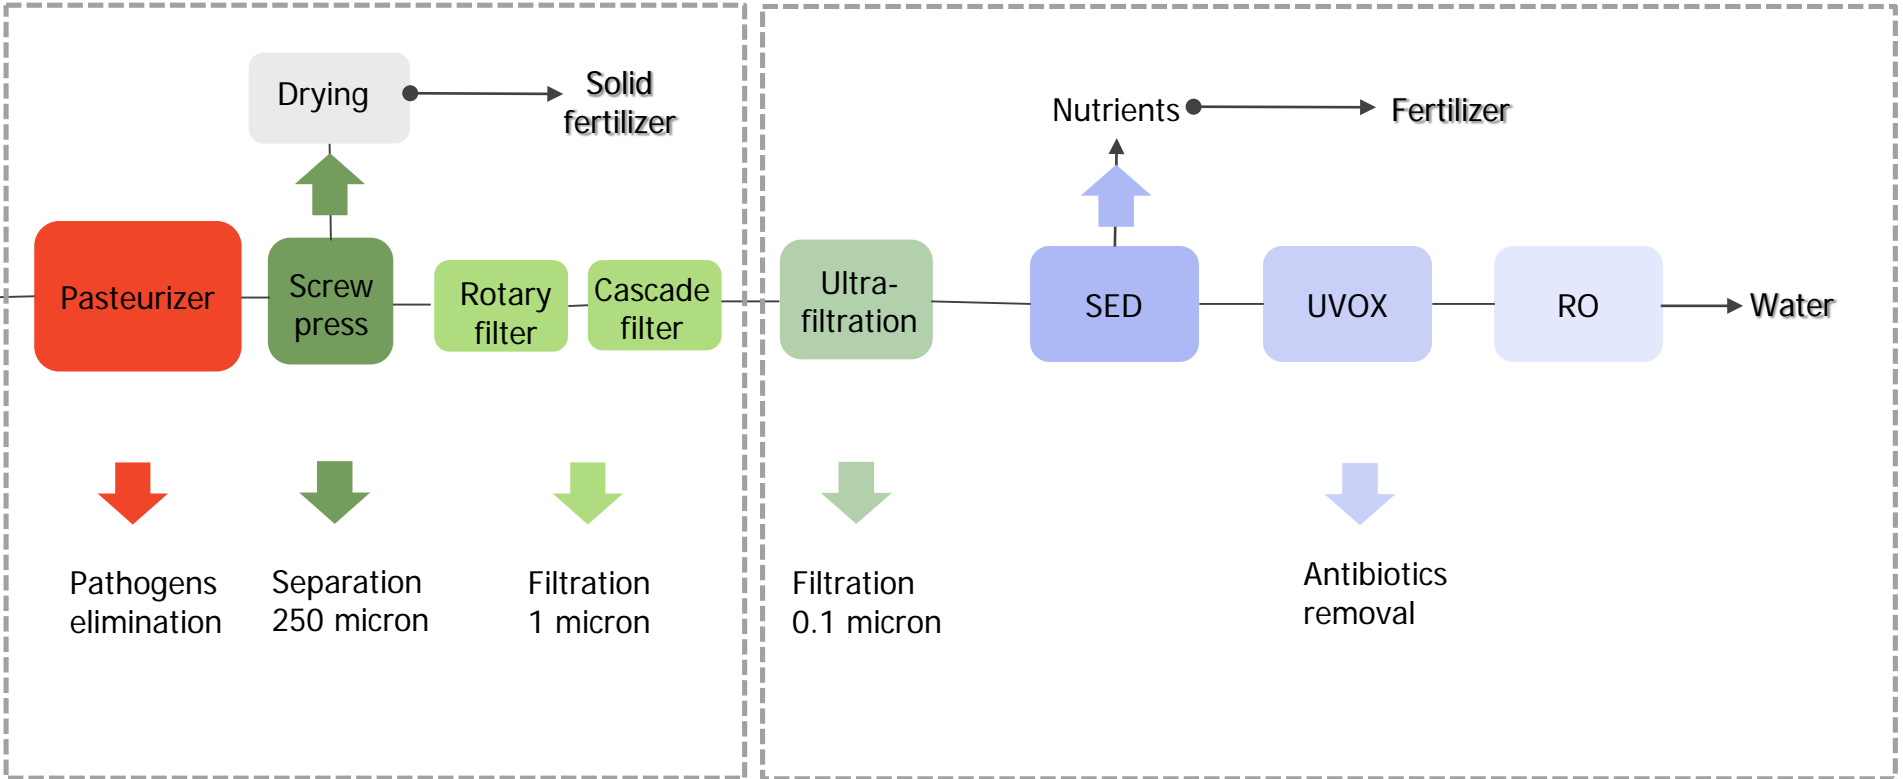 Drying
Solid
fertilizer
Pasteurizer
Screw
press
Rotary
filter
Cascade
filter
Pathogens
elimination
Separation
250 micron
Filtration
1 micron
Nutrients
Fertilizer
Ultra-
filtration
SED
UVOX
RO
Water
Filtration
0.1 micron
Antibiotics
removal